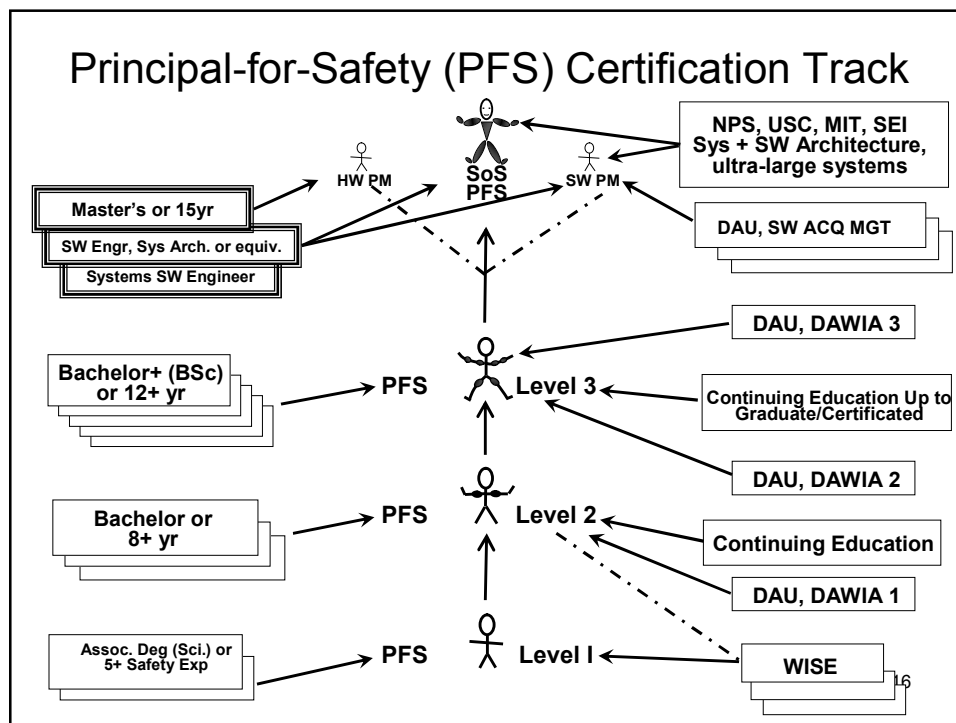 Principal-for-Safety (PFS) Certification Track
NPS, USC, MIT, SEI
Sys + SW Architecture,
ultra-large systems
HW PM
SoS
PFS
SW PM
Master's or 15yr
SW Engr, Sys Arch. or equiv.
Systems SW Engineer
DAU, SW ACQ MGT
DAU, DAWIA 3
Bachelor+ (BSc)
or 12+ yr
PFS
Level 3
Continuing Education Up to
Graduate/Certificated
DAU, DAWIA 2
Bachelor or
8+ yr
PFS
Level 2
Continuing Education
DAU, DAWIA 1
Assoc. Deg (Sci.) or
5+ Safety Exp
PFS
Level I
WISE
16